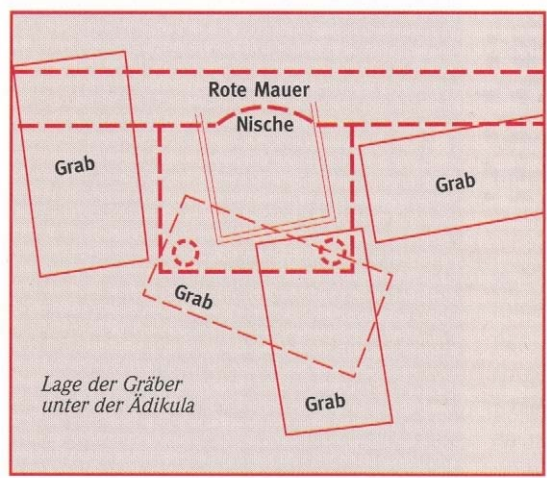 Rote Mauer
Nische
Grab
Grab
Grab
Grab
Lage der Gräber
unter der Ädikula